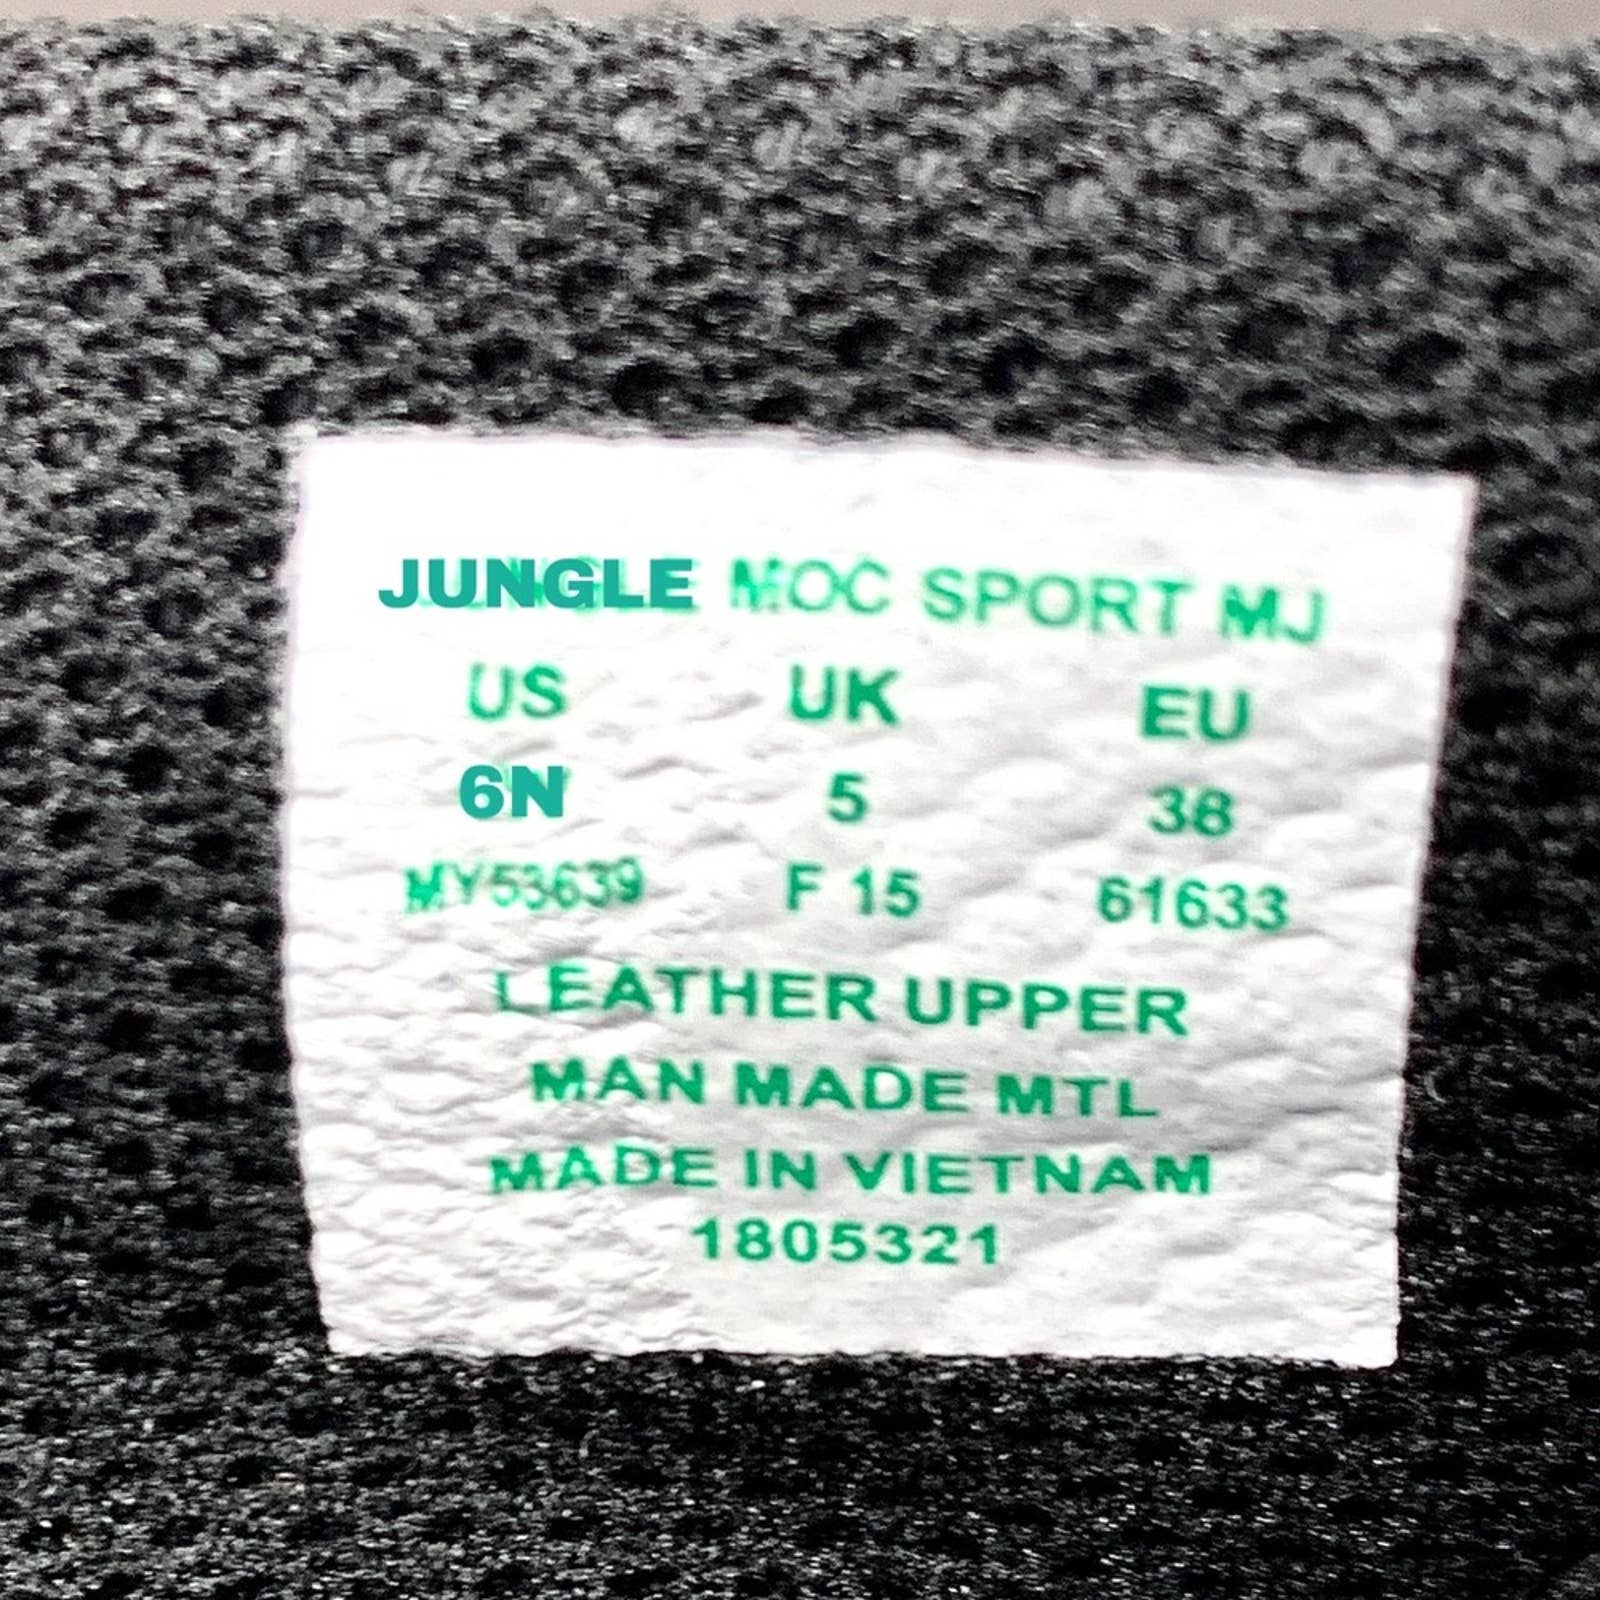 JUNGLE MOC SPORT MJ
US UK EU
6N 5 38
MY53639 F 15 61633
LEATHER UPPER
MAN MADE MTL
MADE IN VIETNAM
1805321